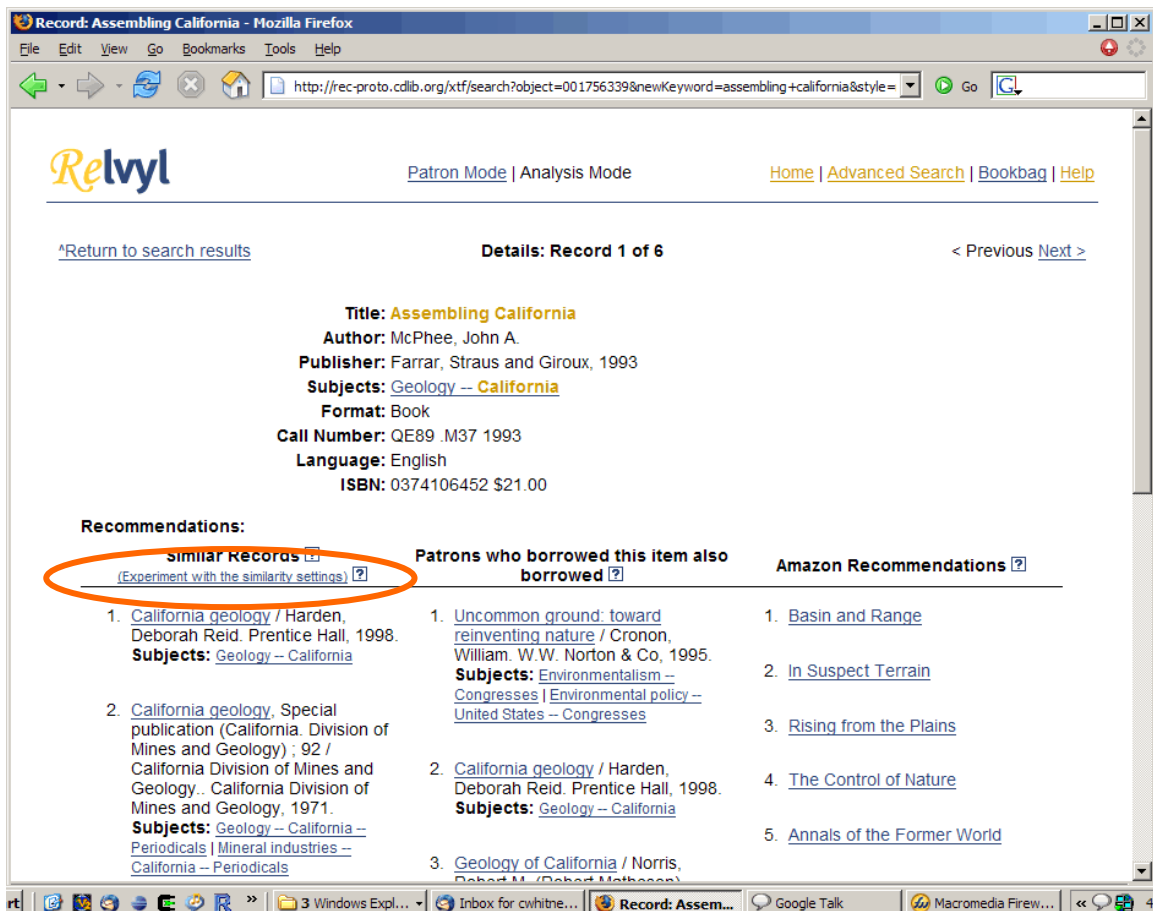 Record: Assembling California - Mozilla Firefox
File Edit View Go Bookmarks Tools Help
http://rec-proto.cdlib.org/xtf/search?object=001756339&newKeyword=assembling+california&style= Go G
Relvyl
Patron Mode | Analysis Mode
Home | Advanced Search | Bookbag | Help
^Return to search results
Details: Record 1 of 6
< Previous Next >
Title: Assembling California
Author: McPhee, John A.
Publisher: Farrar, Straus and Giroux, 1993
Subjects: Geology -- California
Format: Book
Call Number: QE89 .M37 1993
Language: English
ISBN: 0374106452 $21.00
Recommendations:
Similar Records ?
(Experiment with the similarity settings) ?
1. California geology / Harden,
Deborah Reid. Prentice Hall, 1998.
Subjects: Geology -- California
2. California geology, Special
publication (California. Division of
Mines and Geology) ; 92 /
California Division of Mines and
Geology.. California Division of
Mines and Geology, 1971.
Subjects: Geology -- California --
Periodicals | Mineral industries --
California -- Periodicals
Patrons who borrowed this item also
borrowed ?
1. Uncommon ground: toward
reinventing nature / Cronon,
William. W.W. Norton & Co, 1995.
Subjects: Environmentalism --
Congresses | Environmental policy --
United States -- Congresses
2. California geology / Harden,
Deborah Reid. Prentice Hall, 1998.
Subjects: Geology -- California
3. Geology of California / Norris,
Robert M. (Robert Matheson)
Amazon Recommendations ?
1. Basin and Range
2. In Suspect Terrain
3. Rising from the Plains
4. The Control of Nature
5. Annals of the Former World
rt » 3 Windows Expl... Inbox for cwhitne... Record: Assem... Google Talk Macromedia Firew... « 4